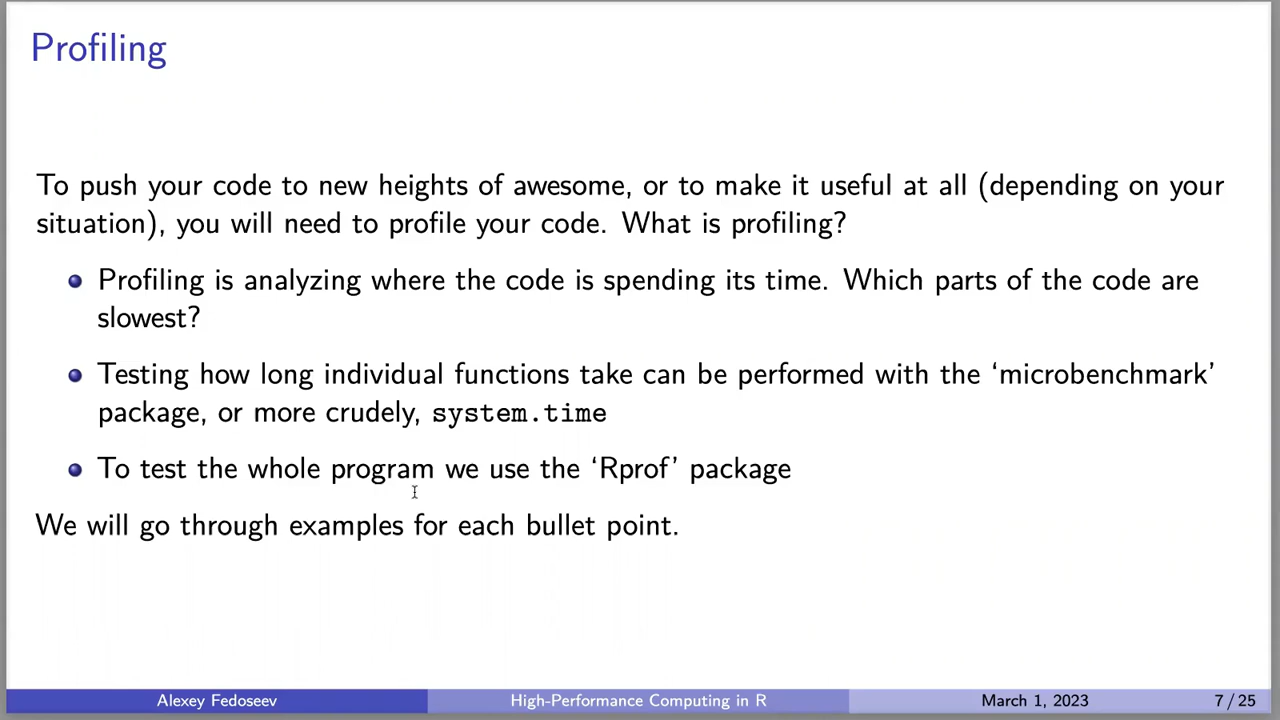 Profiling
To push your code to new heights of awesome, or to make it useful at all (depending on your
situation), you will need to profile your code. What is profiling?
Profiling is analyzing where the code is spending its time. Which parts of the code are
slowest?
Testing how long individual functions take can be performed with the ‘microbenchmark’
package, or more crudely, system.time
To test the whole program we use the ‘Rprof’ package
We will go through examples for each bullet point.
Alexey Fedoseev High-Performance Computing in R March 1, 2023 7 / 25